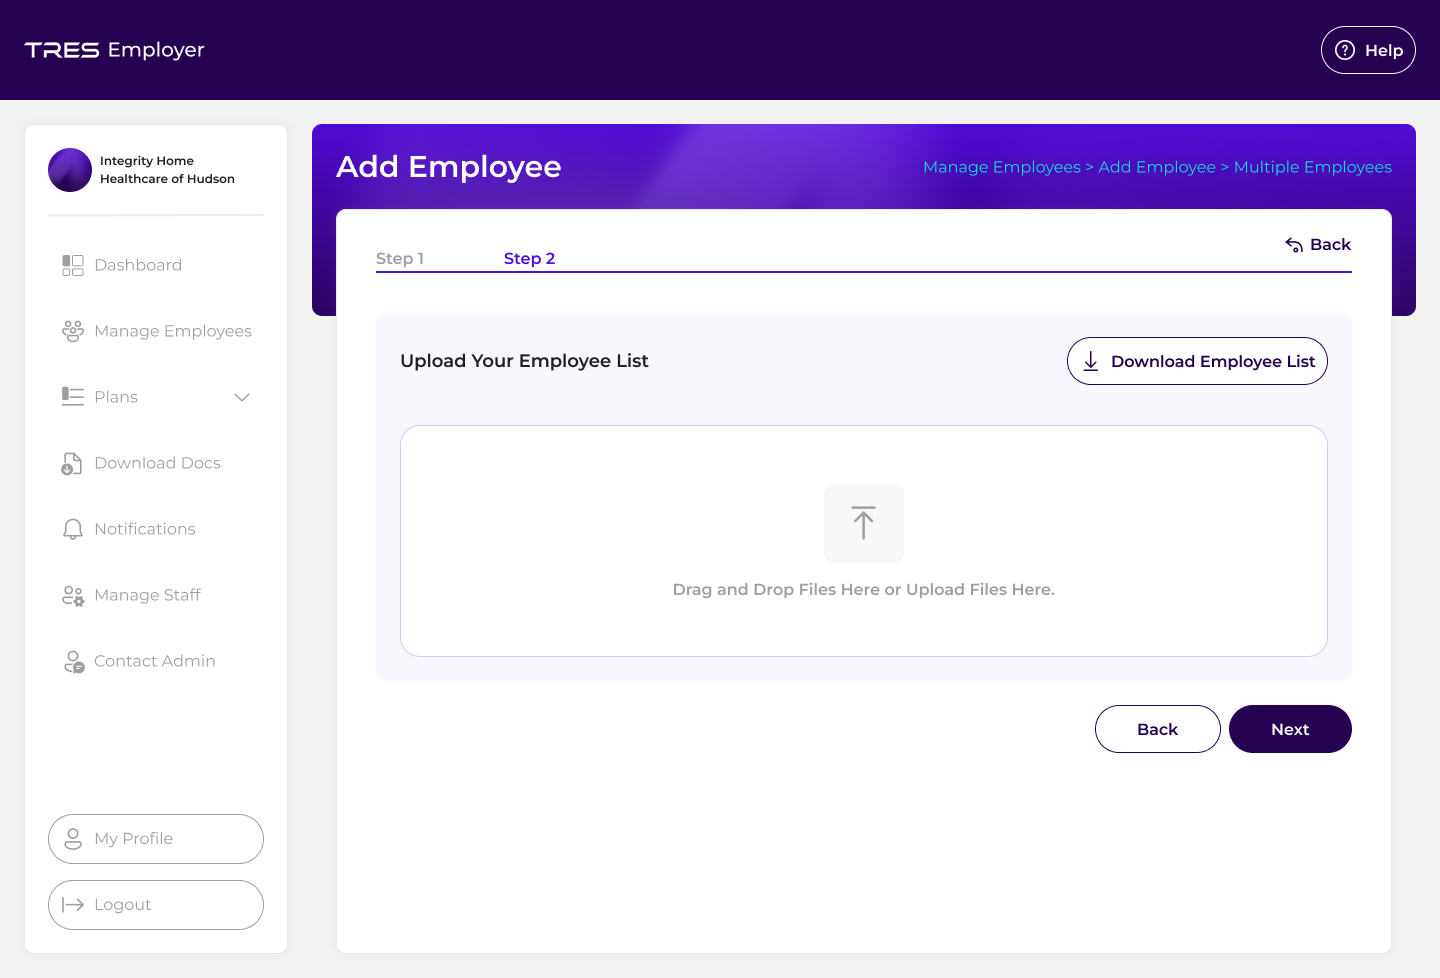 TRES Employer
Help
Integrity Home
Healthcare of Hudson
Dashboard
Manage Employees
Plans
Download Docs
Notifications
Manage Staff
Contact Admin
My Profile
Logout
Add Employee
Manage Employees > Add Employee > Multiple Employees
Step 1
Step 2
Back
Upload Your Employee List
Download Employee List
Drag and Drop Files Here or Upload Files Here.
Back
Next